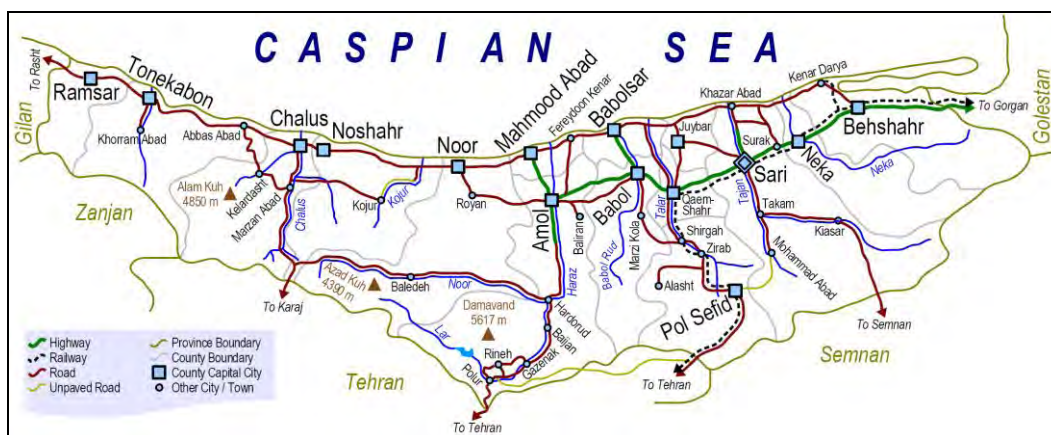 CASPIAN SEA
To Rasht
Ramsar
Tonekabon
Khorram Abad
Abbas Abad
Chalus
Noshahr
Noor
Mahmood Abad
Fereydoon Kenar
Babolsar
Khazar Abad
Kenar Darya
Juybar
Surak
Behshahr
To Gorgan
Golestan
Gilan
Zanjan
Alam Kuh
4850 m
Kelardasht
Marzan Abad
Chalus
Kojur
Kojur
Royan
Amol
Baliran
Babol
Babol Rud
Marzi Kola
Talar
Qaem-
Shahr
Sari
Tajan
Neka
Neka
Takam
Kiasar
Shirgah
Zirab
Alasht
Mohammad Abad
Pol Sefid
To Karaj
Azad Kuh
4390 m
Baladeh
Noor
Haraz
Damavand
5617 m
Hardorud
Baijan
Lar
Rineh
Gazenak
Polur
To Tehran
To Tehran
To Semnan
Tehran
Semnan
Highway
Railway
Road
Unpaved Road
Province Boundary
County Boundary
County Capital City
Other City / Town